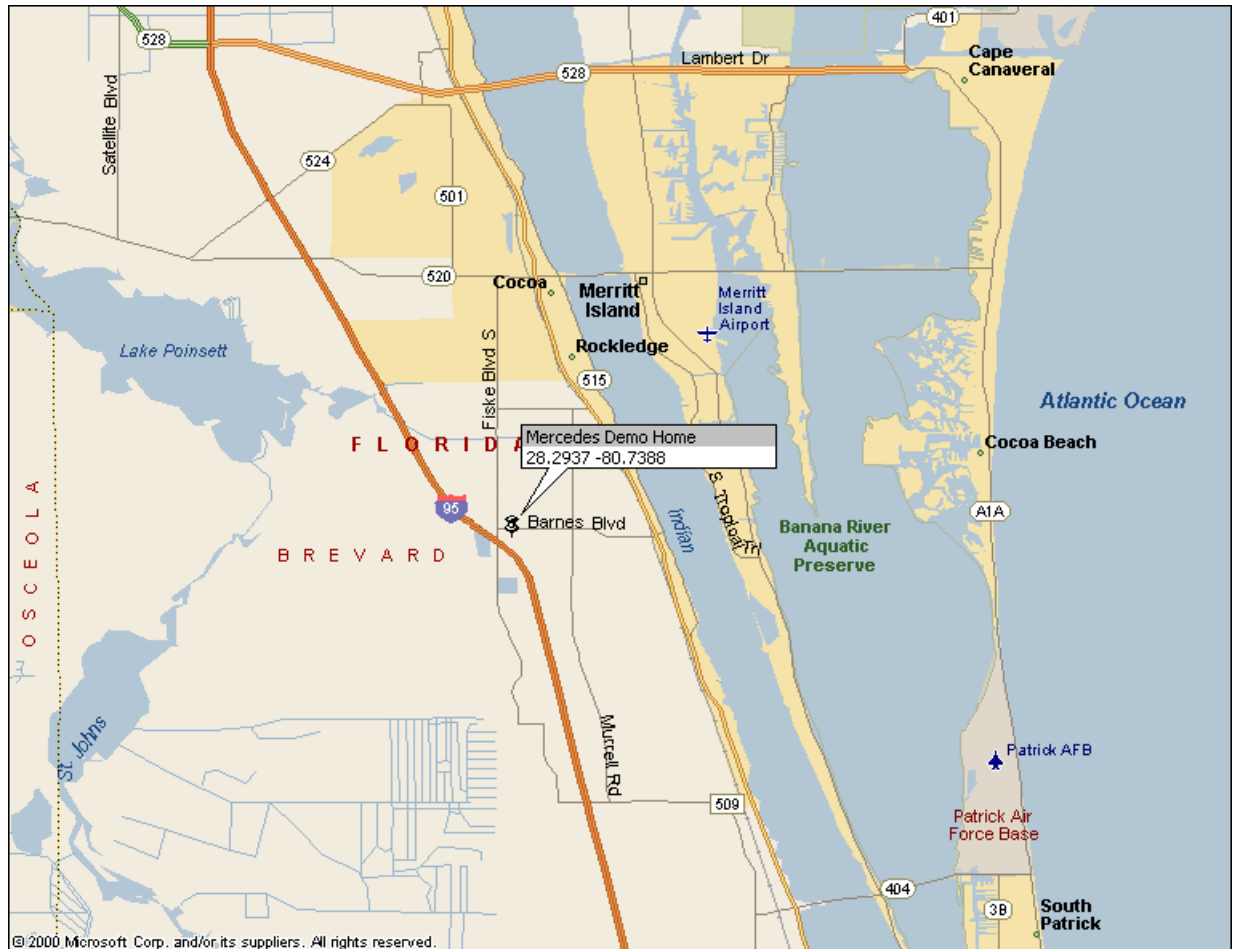 401
528
Lambert Dr
528
Cape
Canaveral
Satellite Blvd
524
501
520
Cocoa
Merritt
Island
Merritt
Island
Airport
Lake Poinsett
Fiske Blvd S
Rockledge
515
Atlantic Ocean
FLORIDA
Mercedes Demo Home
28.2937 -80.7388
Cocoa Beach
OSCEOLA
95
Barnes Blvd
Indian
S. Tropical
Banana River
Aquatic
Preserve
A1A
BREVARD
St. Johns
Murrell Rd
Patrick AFB
509
Patrick Air
Force Base
404
3B
South
Patrick
© 2000 Microsoft Corp. and/or its suppliers. All rights reserved.